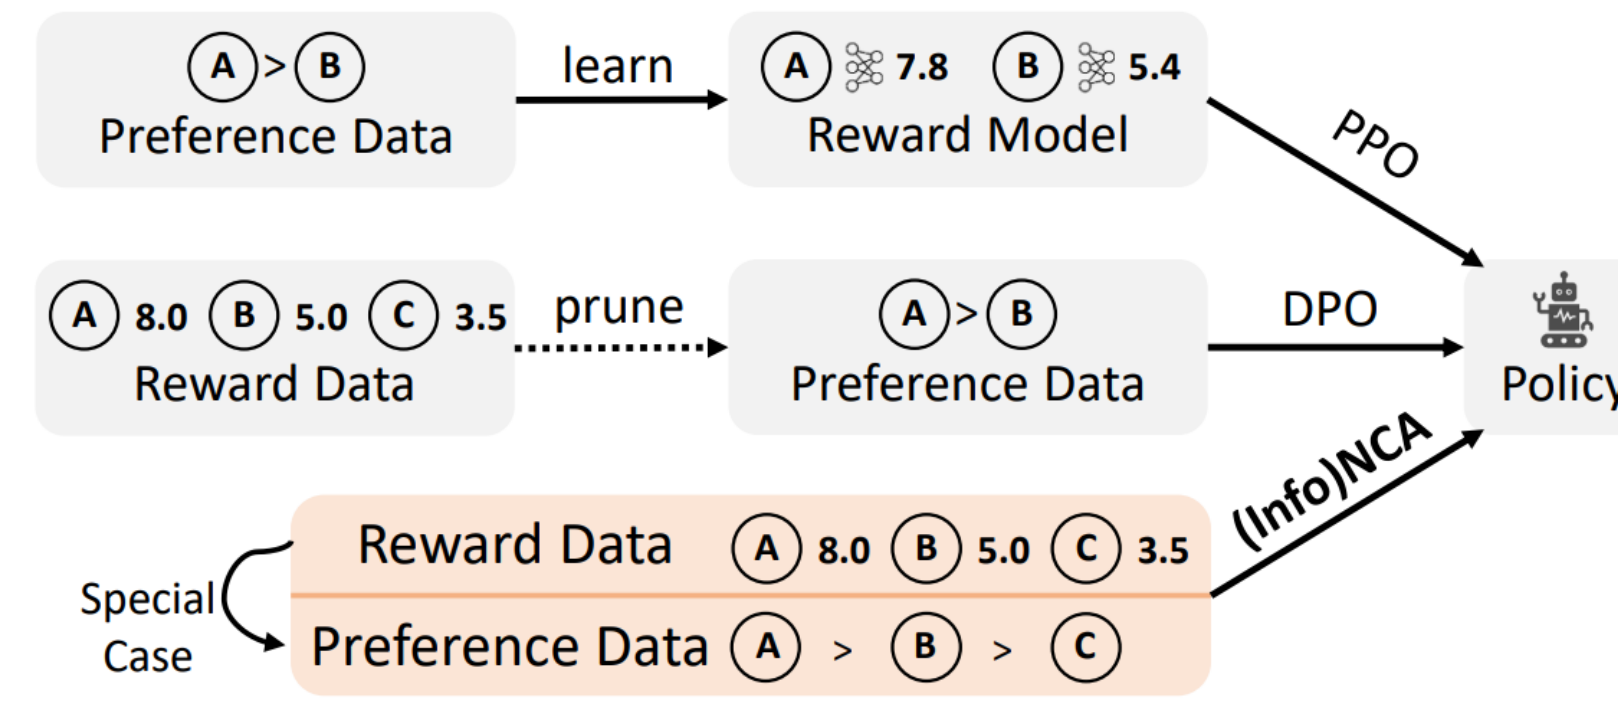 A > B
Preference Data
learn
A 7.8 B 5.4
Reward Model
PPO
A 8.0 B 5.0 C 3.5
Reward Data
prune
A > B
Preference Data
DPO
Policy
(Info)NCA
Reward Data A 8.0 B 5.0 C 3.5
Preference Data A > B > C
Special
Case